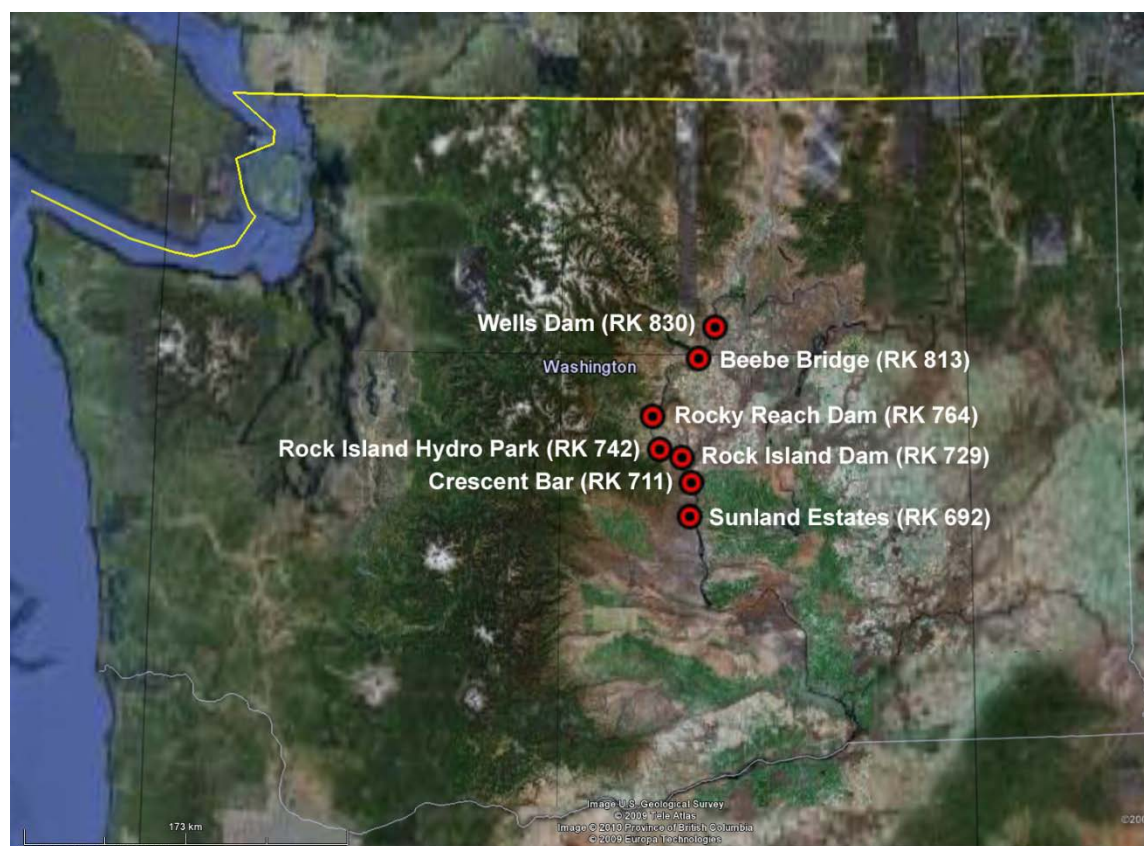 Wells Dam (RK 830)
Beebe Bridge (RK 813)
Washington
Rocky Reach Dam (RK 764)
Rock Island Hydro Park (RK 742)
Rock Island Dam (RK 729)
Crescent Bar (RK 711)
Sunland Estates (RK 692)
Image U.S. Geological Survey
© 2009 Tele Atlas
Image © 2010 Province of British Columbia
© 2009 Europa Technologies
173 km